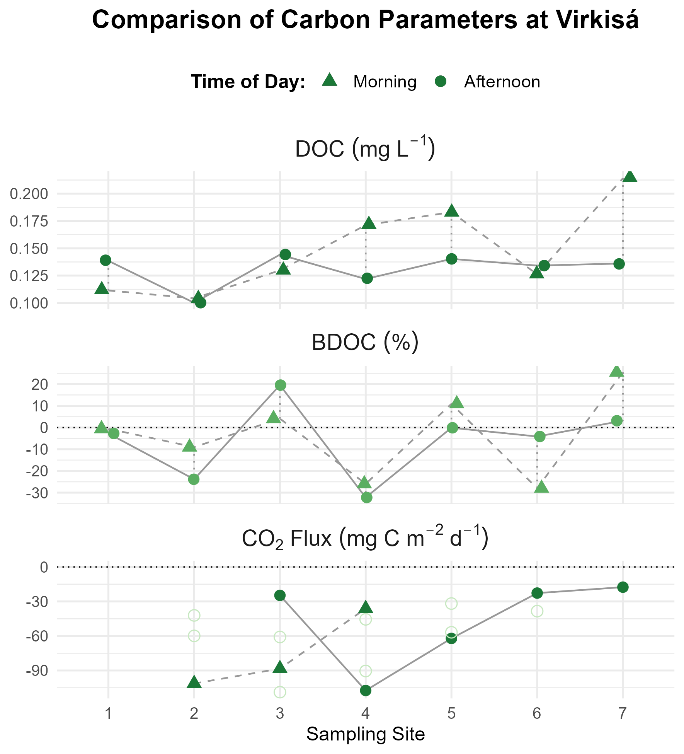 Comparison of Carbon Parameters at Virkisá
Time of Day: Morning Afternoon
DOC (mg L⁻¹)
0.200
0.175
0.150
0.125
0.100
BDOC (%)
20
10
0
-10
-20
-30
CO₂ Flux (mg C m⁻² d⁻¹)
0
-30
-60
-90
1 2 3 4 5 6 7
Sampling Site